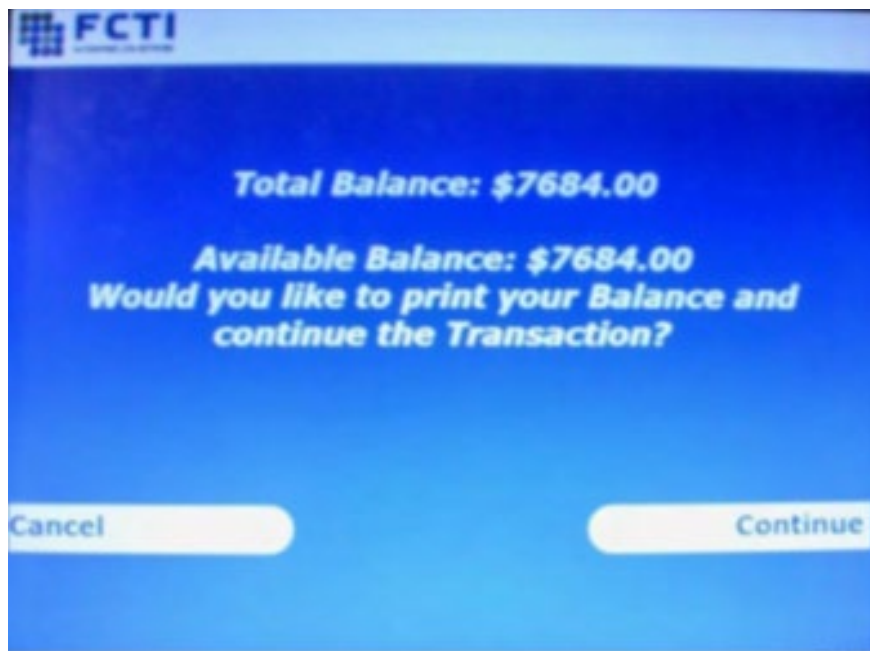 FCTI
Total Balance: $7684.00
Available Balance: $7684.00
Would you like to print your Balance and
continue the Transaction?
Cancel
Continue